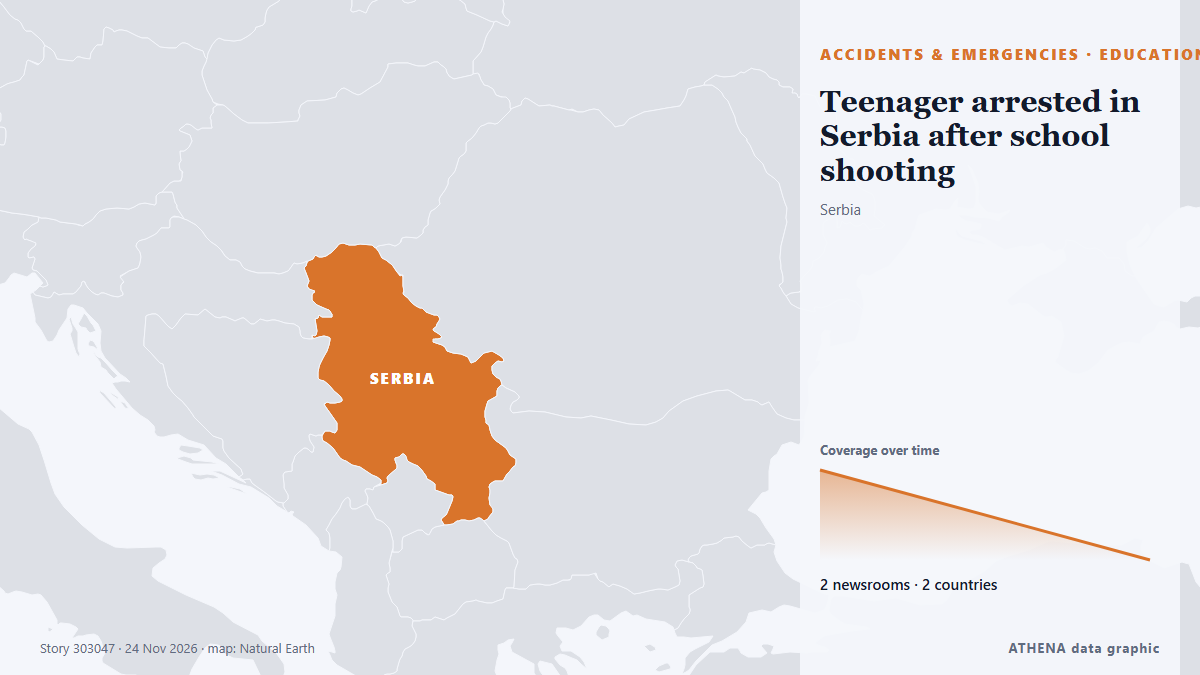 ACCIDENTS & EMERGENCIES · EDUCATION
Teenager arrested in
Serbia after school
shooting
Serbia
SERBIA
Coverage over time
2 newsrooms · 2 countries
Story 303047 · 24 Nov 2026 · map: Natural Earth
ATHENA data graphic